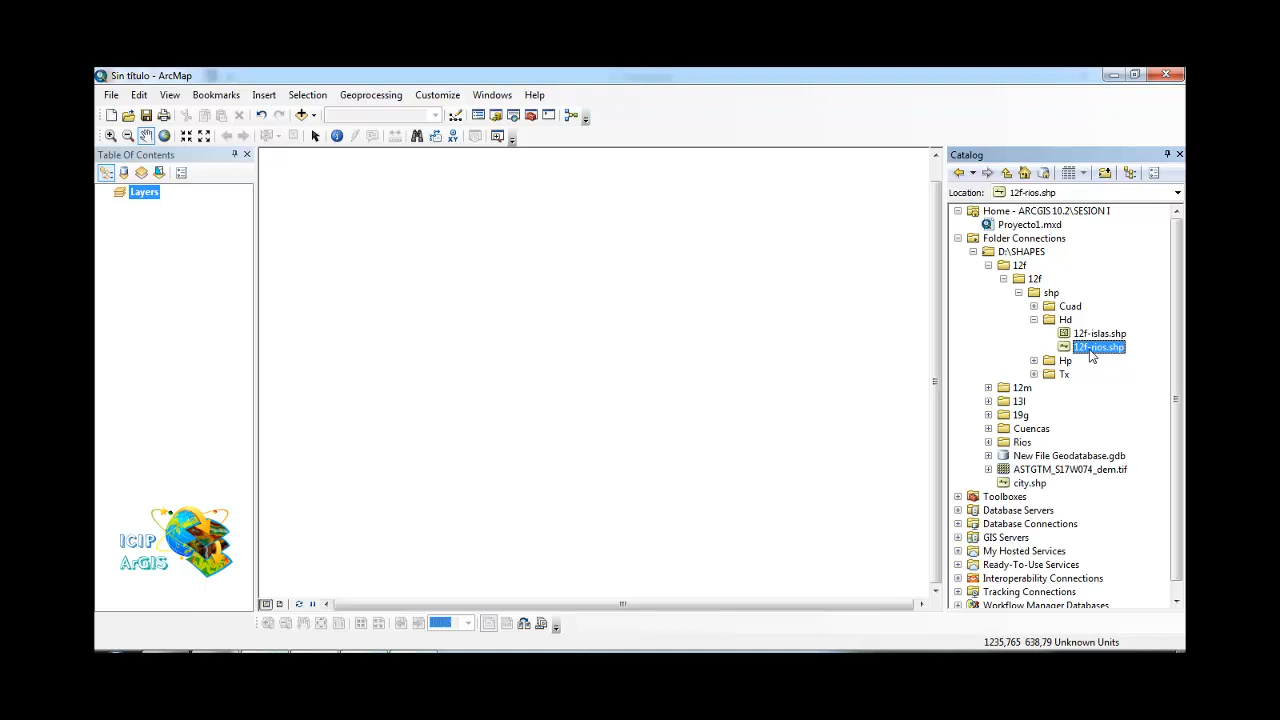 Sin título - ArcMap
File Edit View Bookmarks Insert Selection Geoprocessing Customize Windows Help
Table Of Contents
Layers
ICIP
ArGIS
Catalog
Location: 12f-rios.shp
Home - ARCGIS 10.2\SESION I
Proyecto1.mxd
Folder Connections
D:\SHAPES
12f
12f
shp
Cuad
Hd
12f-islas.shp
12f-rios.shp
Hp
Tx
12m
13l
19g
Cuencas
Rios
New File Geodatabase.gdb
ASTGTM_S17W074_dem.tif
city.shp
Toolboxes
Database Servers
Database Connections
GIS Servers
My Hosted Services
Ready-To-Use Services
Interoperability Connections
Tracking Connections
Workflow Manager Databases
1235,765 638,79 Unknown Units